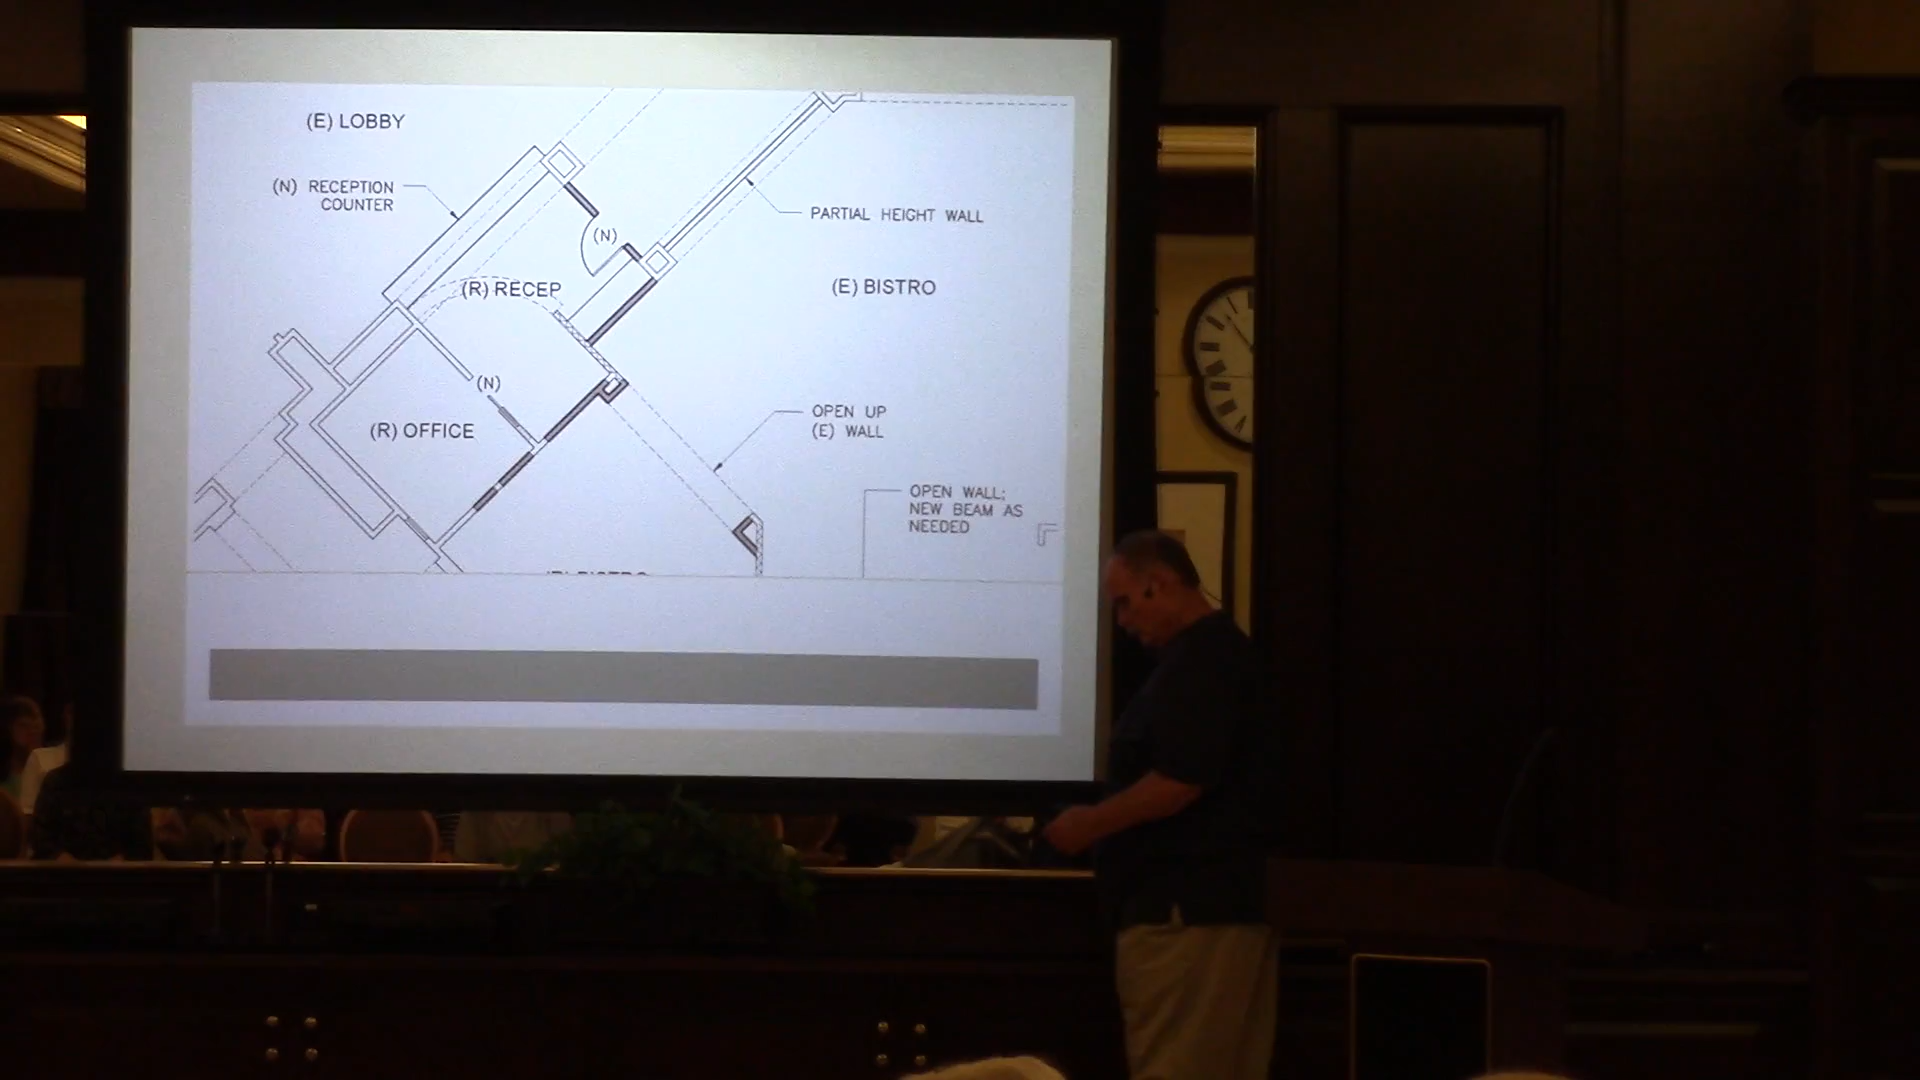 (E) LOBBY
(N) RECEPTION
COUNTER
(N)
PARTIAL HEIGHT WALL
(R) RECEP
(E) BISTRO
(N)
(R) OFFICE
OPEN UP
(E) WALL
OPEN WALL;
NEW BEAM AS
NEEDED